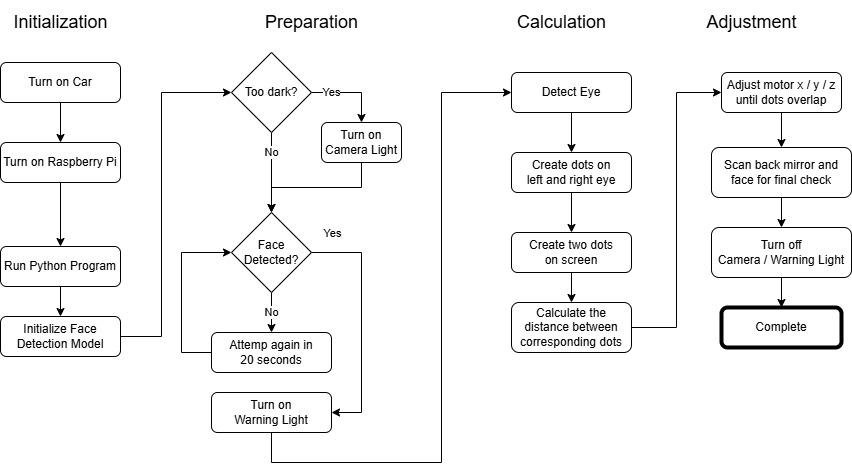 Initialization
Preparation
Calculation
Adjustment
Turn on Car
Turn on Raspberry Pi
Run Python Program
Initialize Face
Detection Model
Too dark?
Yes
No
Turn on
Camera Light
Face
Detected?
Yes
No
Attemp again in
20 seconds
Turn on
Warning Light
Detect Eye
Create dots on
left and right eye
Create two dots
on screen
Calculate the
distance between
corresponding dots
Adjust motor x / y / z
until dots overlap
Scan back mirror and
face for final check
Turn off
Camera / Warning Light
Complete